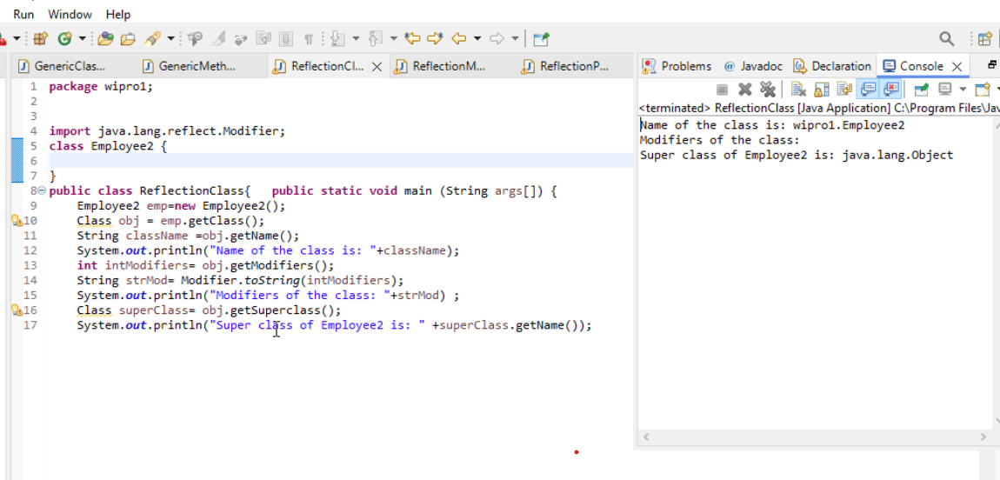 Run Window Help
GenericClas... GenericMeth... ReflectionCl... ReflectionM... ReflectionP...
1 package wipro1;
2
3
4 import java.lang.reflect.Modifier;
5 class Employee2 {
6
7 }
8 public class ReflectionClass{   public static void main (String args[]) {
9     Employee2 emp=new Employee2();
10     Class obj = emp.getClass();
11     String className =obj.getName();
12     System.out.println("Name of the class is: "+className);
13     int intModifiers= obj.getModifiers();
14     String strMod= Modifier.toString(intModifiers);
15     System.out.println("Modifiers of the class: "+strMod) ;
16     Class superClass= obj.getSuperclass();
17     System.out.println("Super class of Employee2 is: " +superClass.getName());
Problems Javadoc Declaration Console
<terminated> ReflectionClass [Java Application] C:\Program Files\Jav
Name of the class is: wipro1.Employee2
Modifiers of the class:
Super class of Employee2 is: java.lang.Object